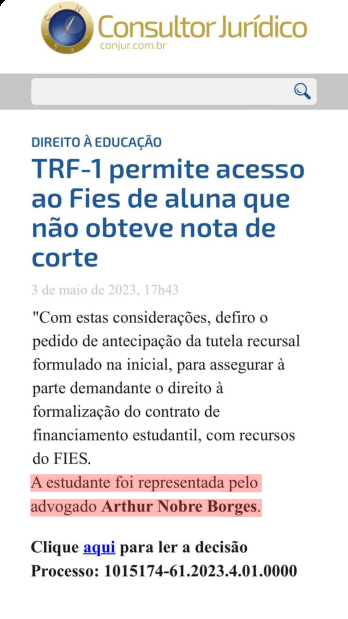 Consultor Jurídico
conjur.com.br
DIREITO À EDUCAÇÃO
TRF-1 permite acesso
ao Fies de aluna que
não obteve nota de
corte
3 de maio de 2023, 17h43
"Com estas considerações, defiro o
pedido de antecipação da tutela recursal
formulado na inicial, para assegurar à
parte demandante o direito à
formalização do contrato de
financiamento estudantil, com recursos
do FIES.
A estudante foi representada pelo
advogado Arthur Nobre Borges.
Clique aqui para ler a decisão
Processo: 1015174-61.2023.4.01.0000